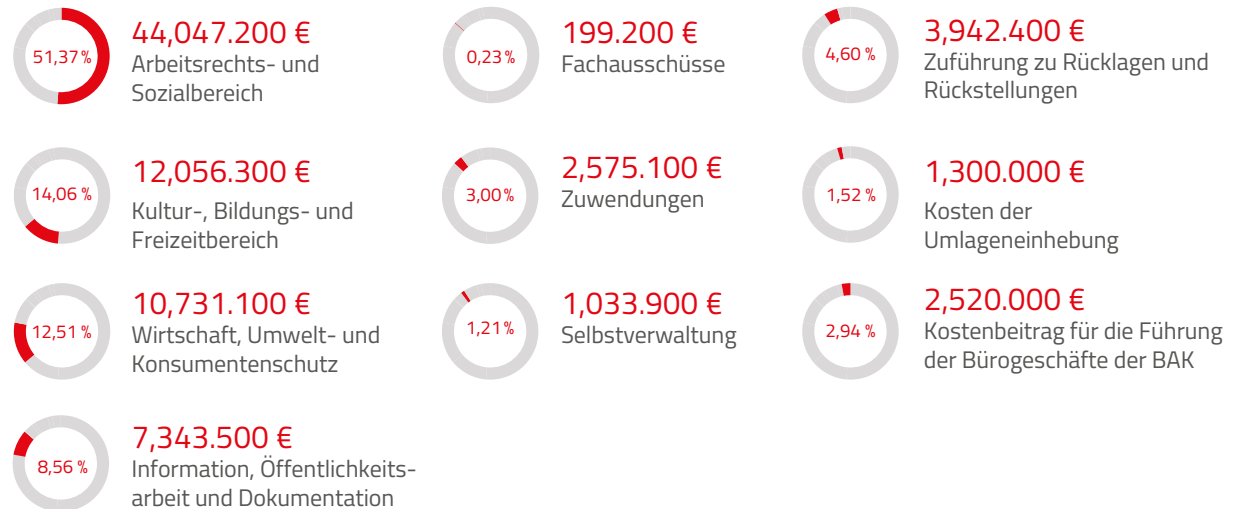 51,37 %
44,047.200 €
Arbeitsrechts- und
Sozialbereich
14,06 %
12,056.300 €
Kultur-, Bildungs- und
Freizeitbereich
12,51 %
10,731.100 €
Wirtschaft, Umwelt- und
Konsumentenschutz
8,56 %
7,343.500 €
Information, Öffentlichkeits-
arbeit und Dokumentation
0,23 %
199.200 €
Fachausschüsse
3,00 %
2,575.100 €
Zuwendungen
1,21 %
1,033.900 €
Selbstverwaltung
4,60 %
3,942.400 €
Zuführung zu Rücklagen und
Rückstellungen
1,52 %
1,300.000 €
Kosten der
Umlageneinhebung
2,94 %
2,520.000 €
Kostenbeitrag für die Führung
der Bürogeschäfte der BAK